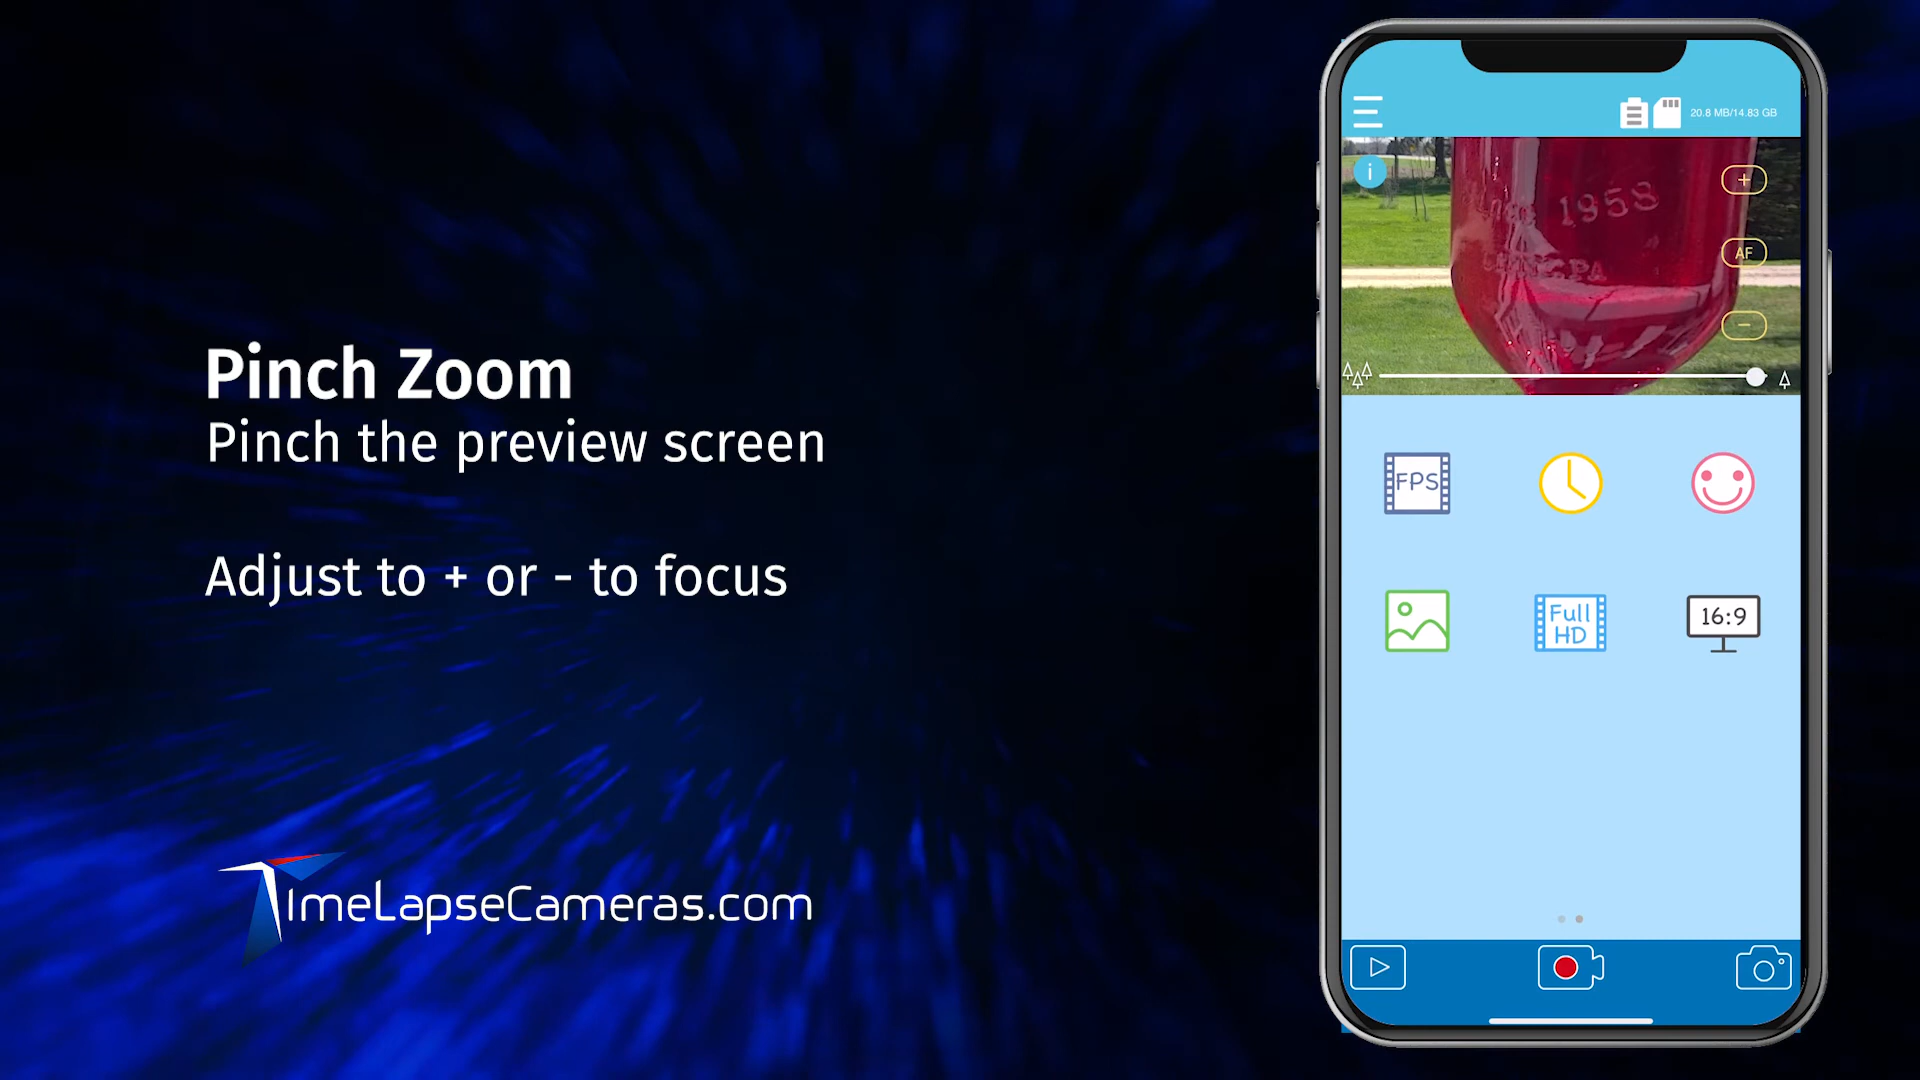 Pinch Zoom
Pinch the preview screen
Adjust to + or - to focus
TImeLapseCameras.com
20.8 MB/14.83 GB
i
+
1958
AF
PA
−
FPS
Full
HD
16:9